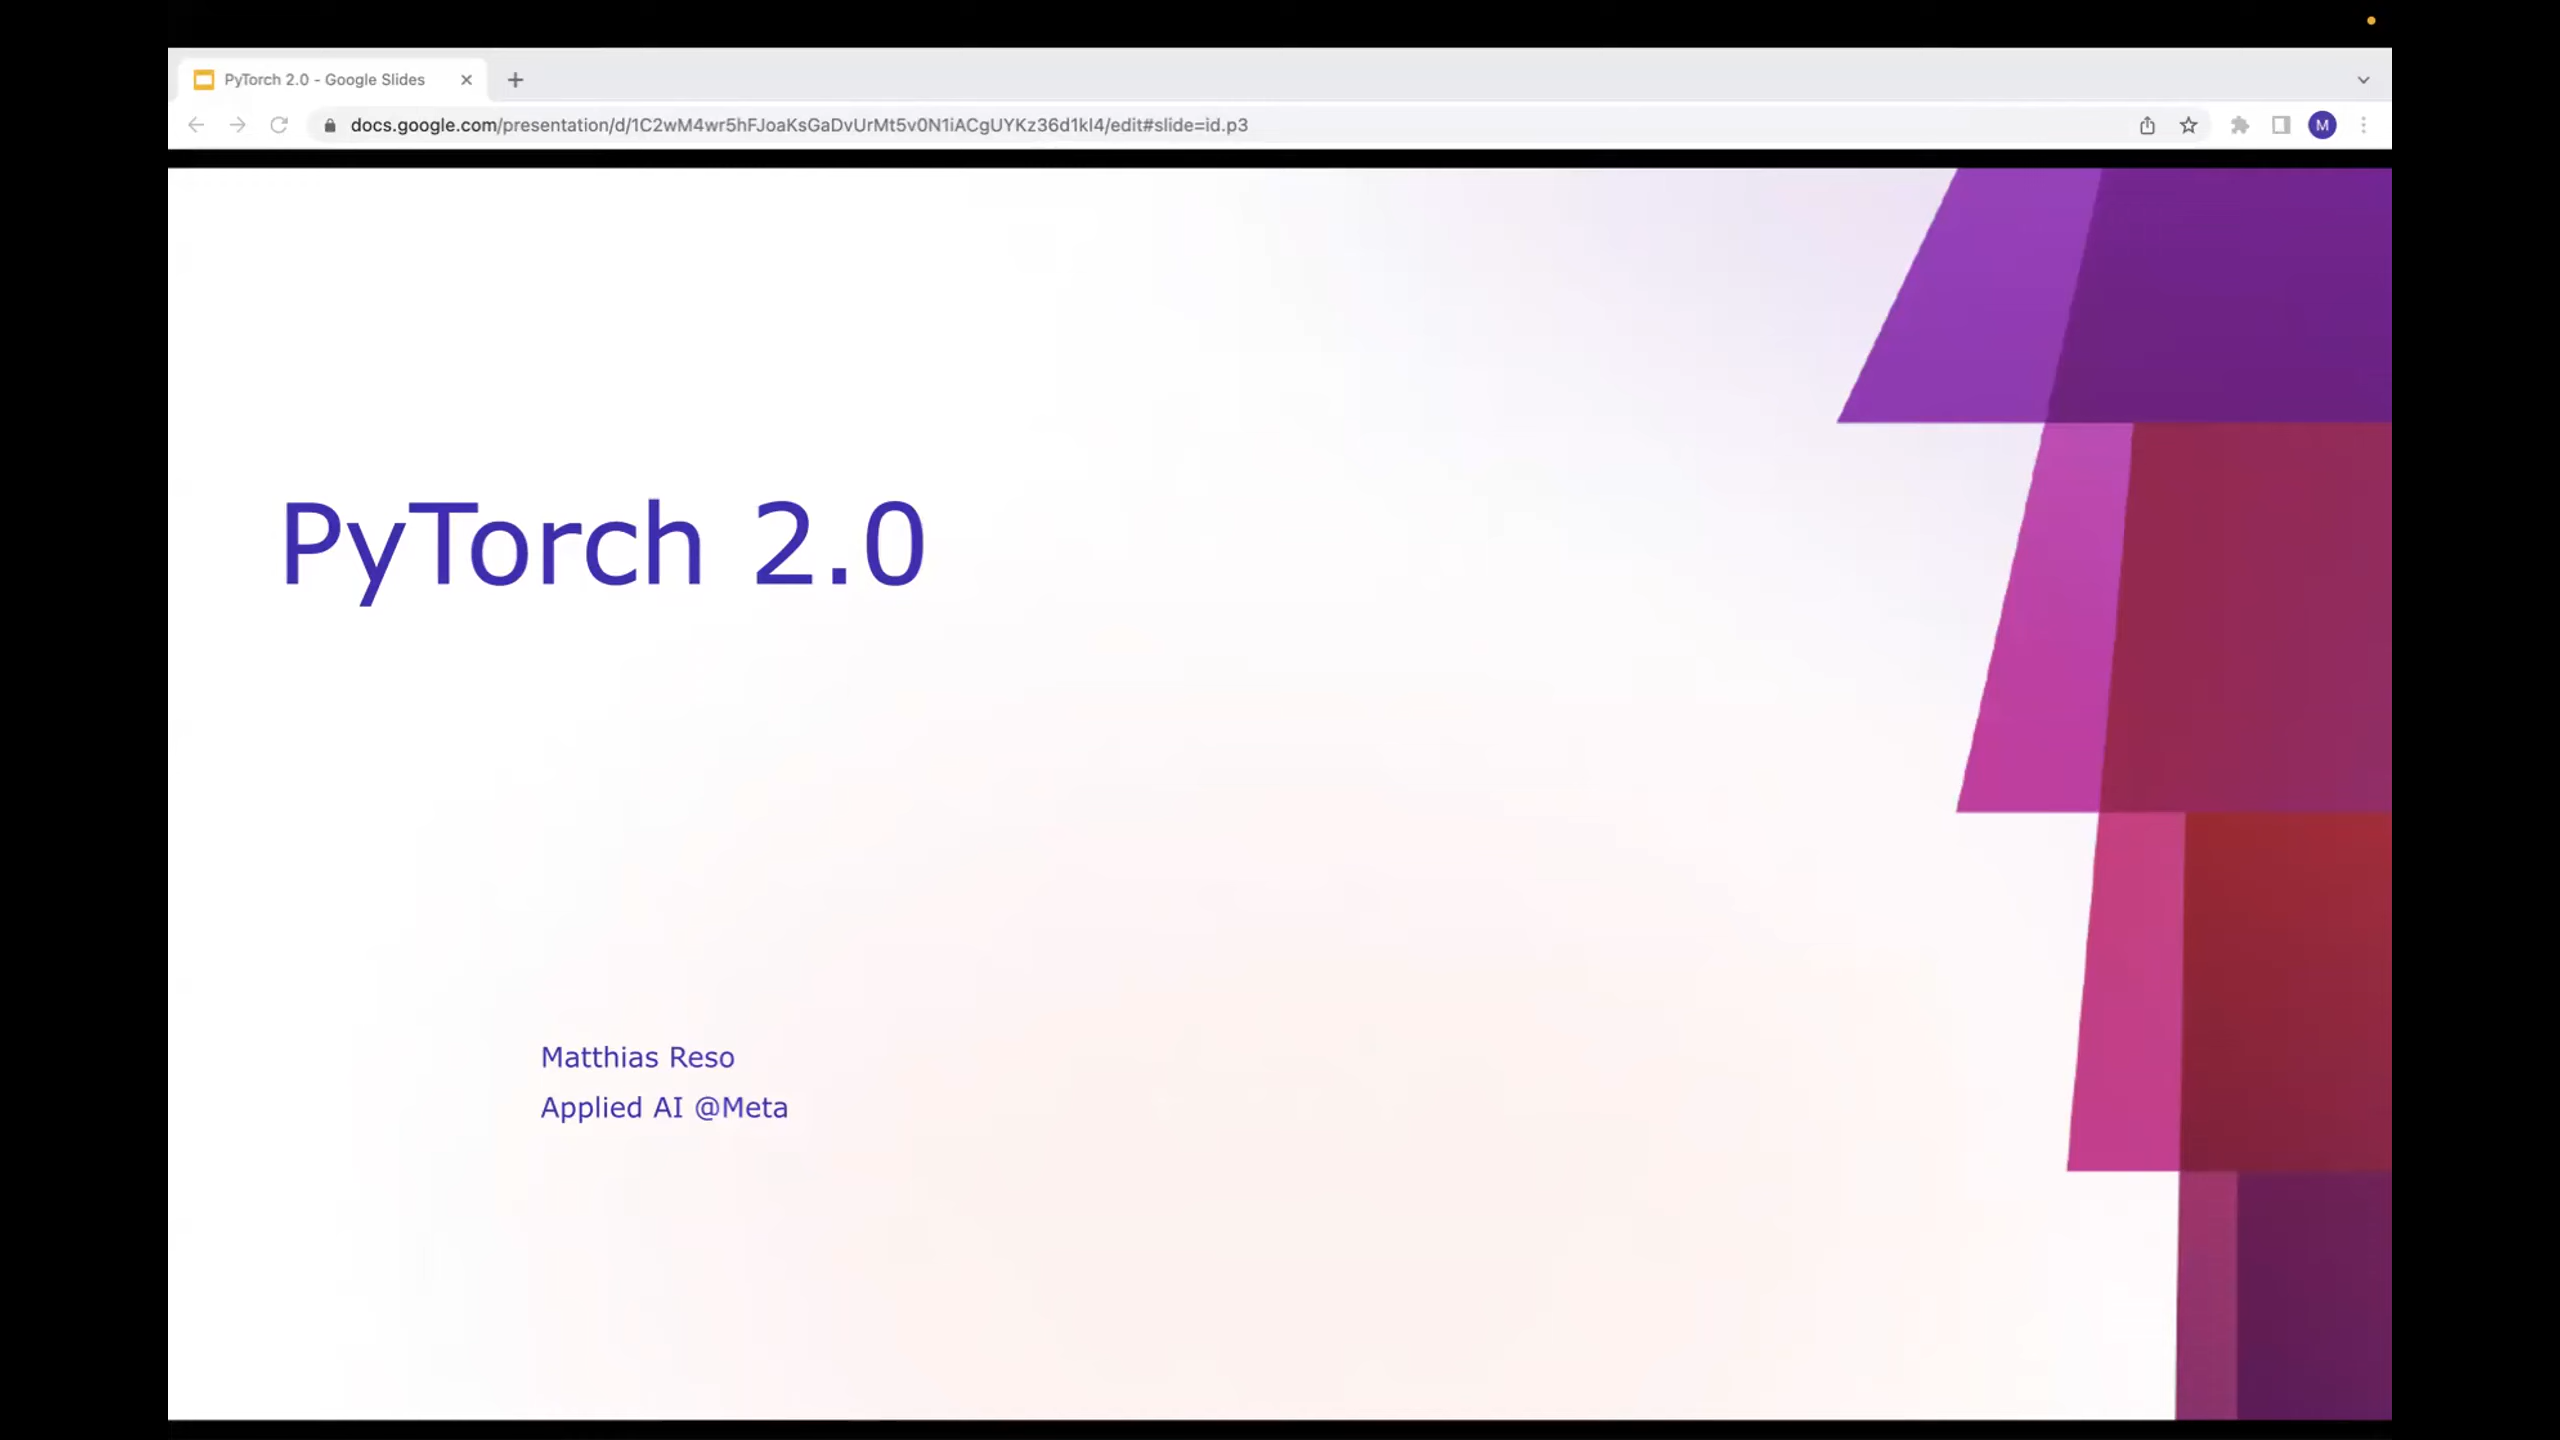 PyTorch 2.0 - Google Slides
docs.google.com/presentation/d/1C2wM4wr5hFJoaKsGaDvUrMt5v0N1iACgUYKz36d1kI4/edit#slide=id.p3
M
PyTorch 2.0
Matthias Reso
Applied AI @Meta